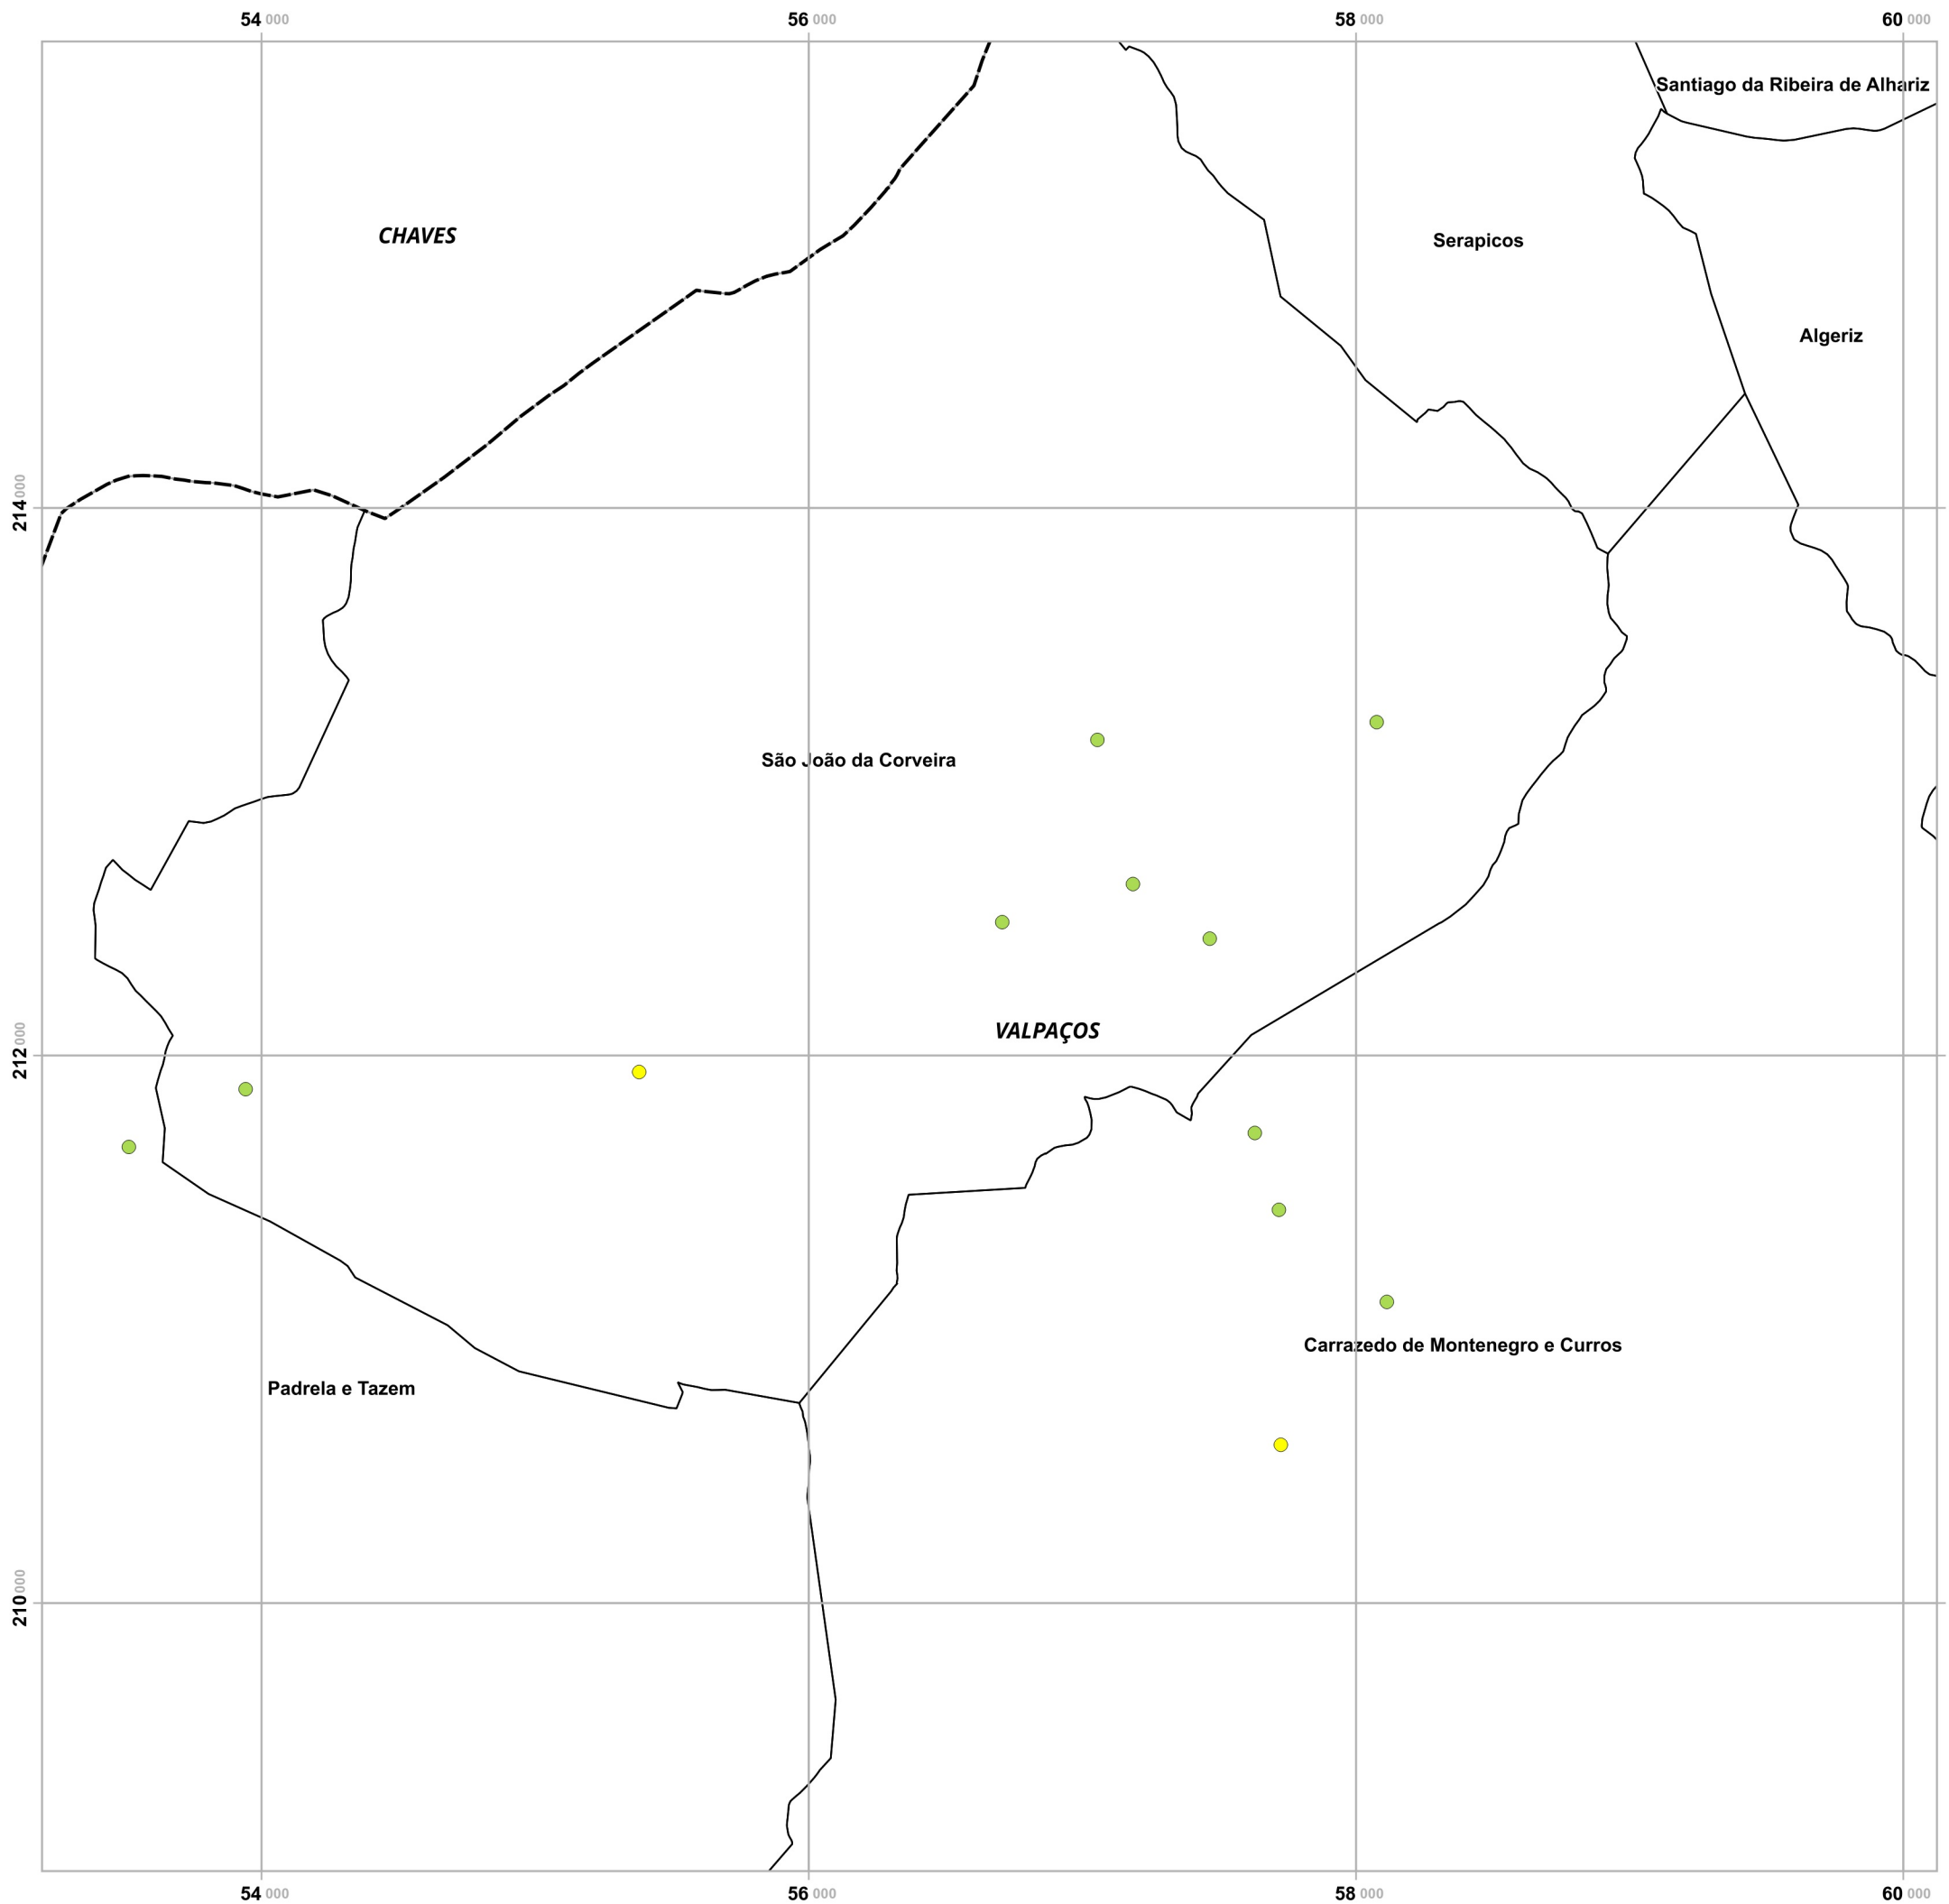 54 000 56 000 58 000 60 000
Santiago da Ribeira de Alhariz
CHAVES
Serapicos
Algeriz
214 000
São João da Corveira
VALPAÇOS
212 000
Carrazedo de Montenegro e Curros
Padrela e Tazem
210 000
54 000 56 000 58 000 60 000